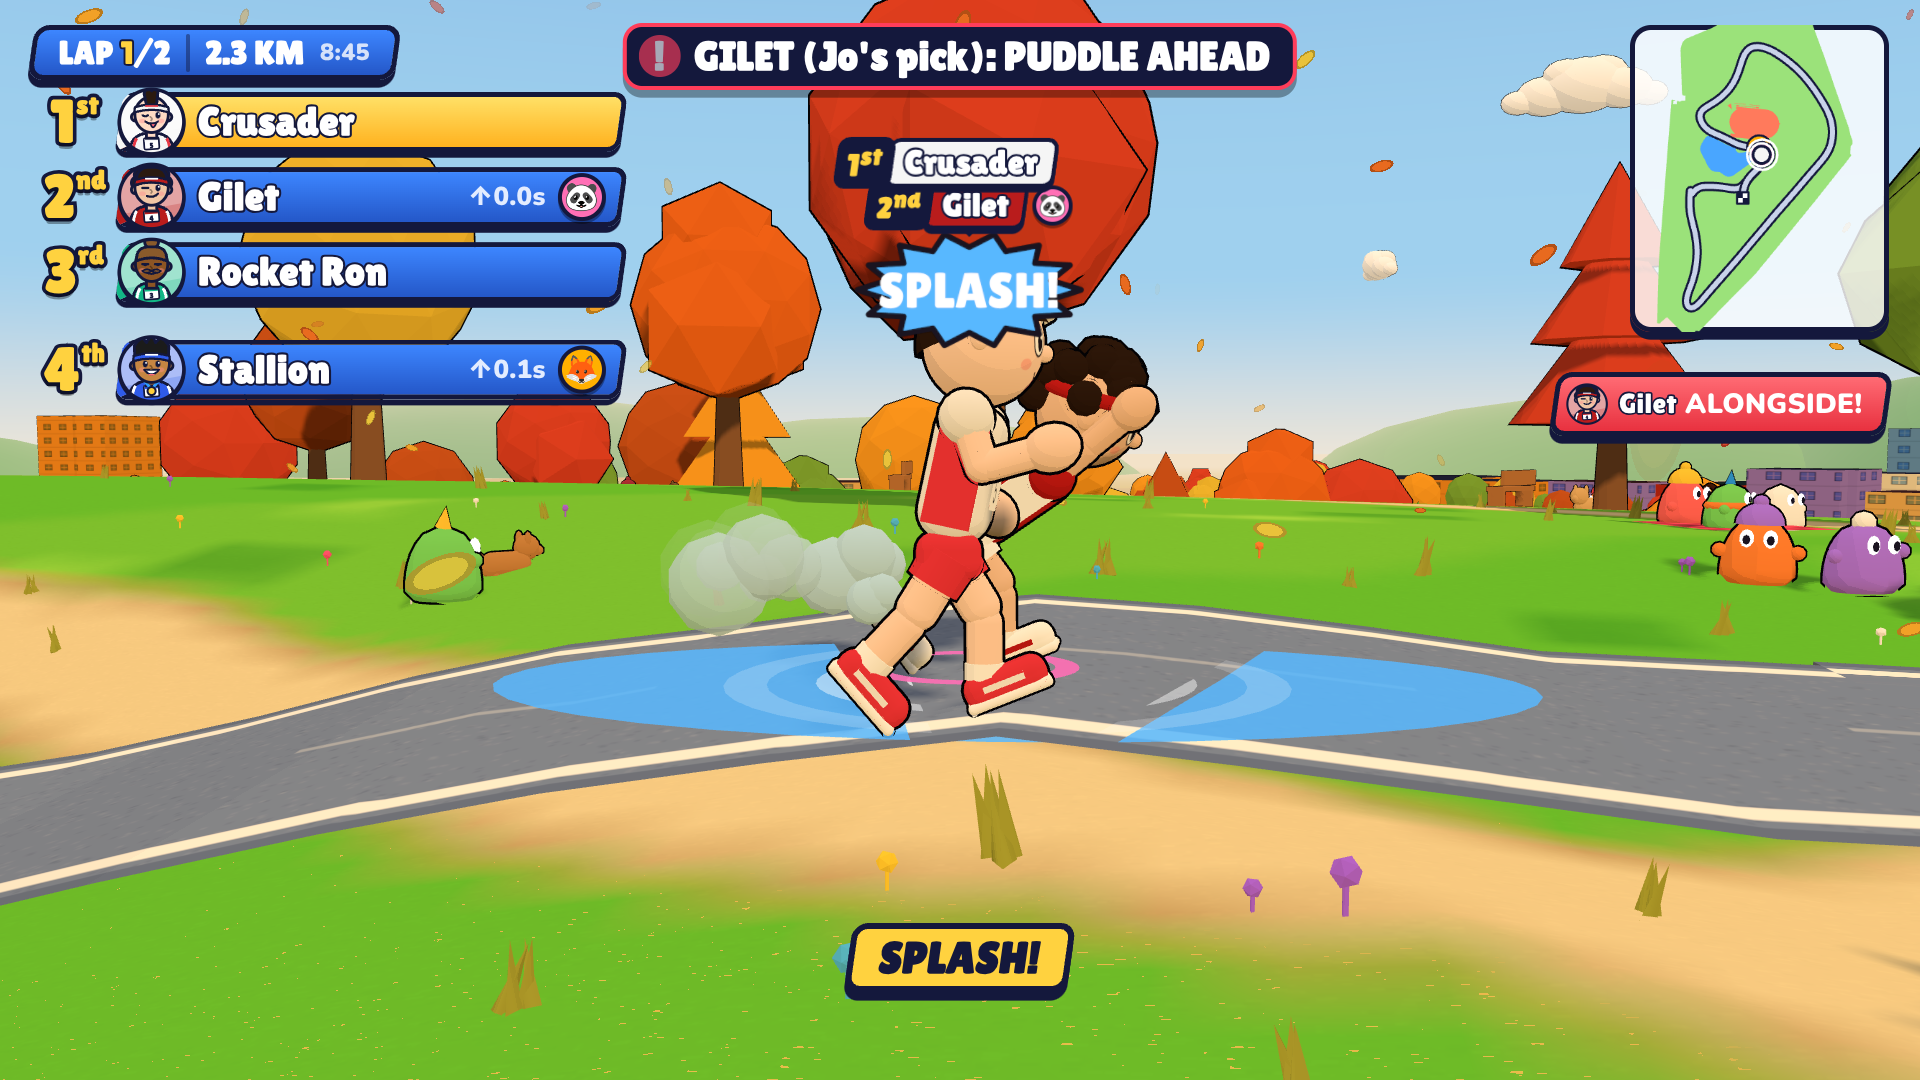 LAP 1/2 2.3 KM 8:45
! GILET (Jo's pick): PUDDLE AHEAD
1st Crusader
2nd Gilet ↑0.0s
3rd Rocket Ron
4th Stallion ↑0.1s
1st Crusader
2nd Gilet
SPLASH!
Gilet ALONGSIDE!
SPLASH!